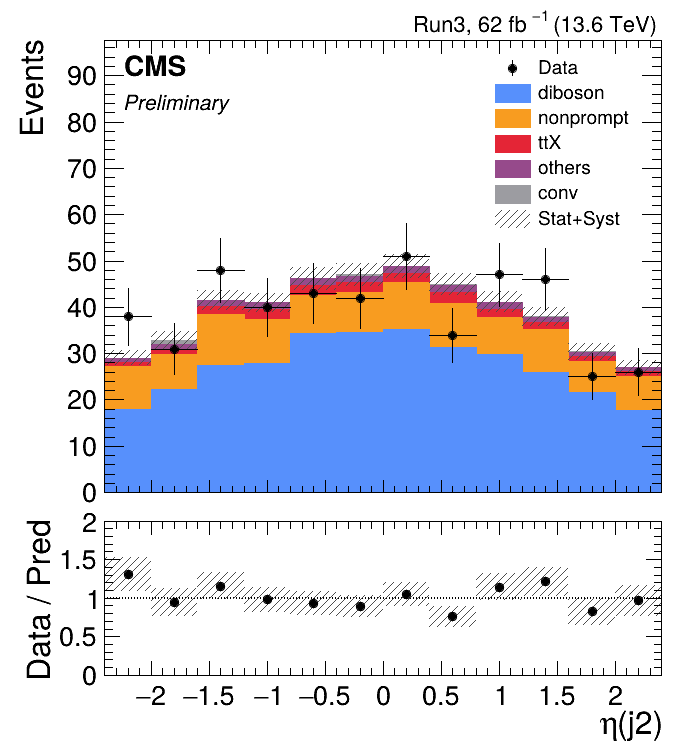 Run3, 62 fb⁻¹ (13.6 TeV)
Events
CMS
Preliminary
Data
diboson
nonprompt
ttX
others
conv
Stat+Syst
90
80
70
60
50
40
30
20
10
0
Data / Pred
2
1.5
1
0.5
0
−2 −1.5 −1 −0.5 0 0.5 1 1.5 2
η(j2)